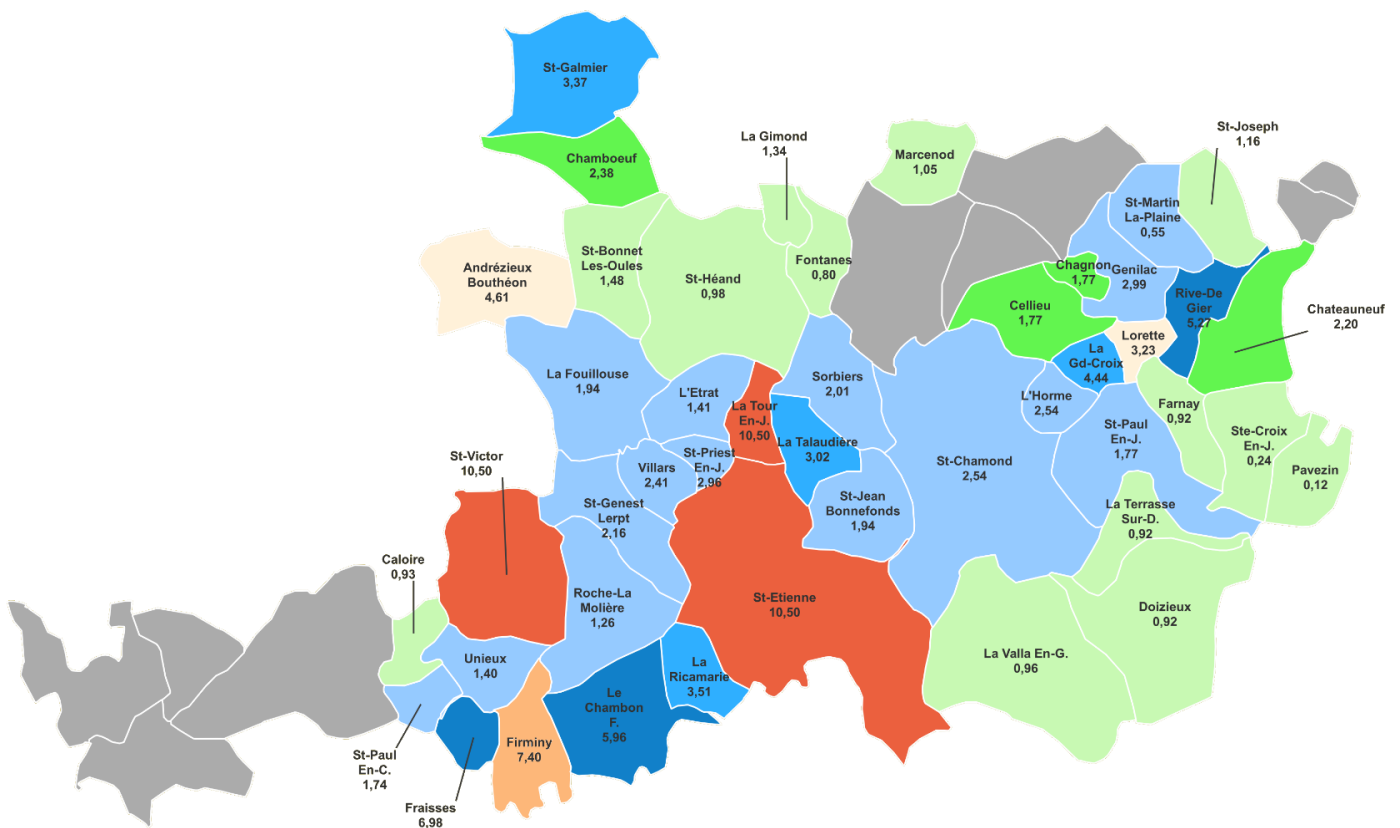 St-Galmier
3,37
Chamboeuf
2,38
La Gimond
1,34
Marcenod
1,05
St-Joseph
1,16
St-Martin
La-Plaine
0,55
Andrézieux
Bouthéon
4,61
St-Bonnet
Les-Oules
1,48
St-Héand
0,98
Fontanes
0,80
Chagnon
1,77
Genilac
2,99
Cellieu
1,77
Rive-De
Gier
5,27
Chateauneuf
2,20
Lorette
3,23
La
Gd-Croix
4,44
La Fouillouse
1,94
L'Etrat
1,41
La Tour
En-J.
10,50
Sorbiers
2,01
L'Horme
2,54
Farnay
0,92
St-Paul
En-J.
1,77
Ste-Croix
En-J.
0,24
Pavezin
0,12
La Talaudière
3,02
St-Victor
10,50
Villars
2,41
St-Priest
En-J.
2,96
St-Chamond
2,54
St-Genest
Lerpt
2,16
St-Jean
Bonnefonds
1,94
La Terrasse
Sur-D.
0,92
Caloire
0,93
Roche-La
Molière
1,26
St-Etienne
10,50
Doizieux
0,92
La Valla En-G.
0,96
Unieux
1,40
La
Ricamarie
3,51
Le
Chambon
F.
5,96
Firminy
7,40
St-Paul
En-C.
1,74
Fraisses
6,98